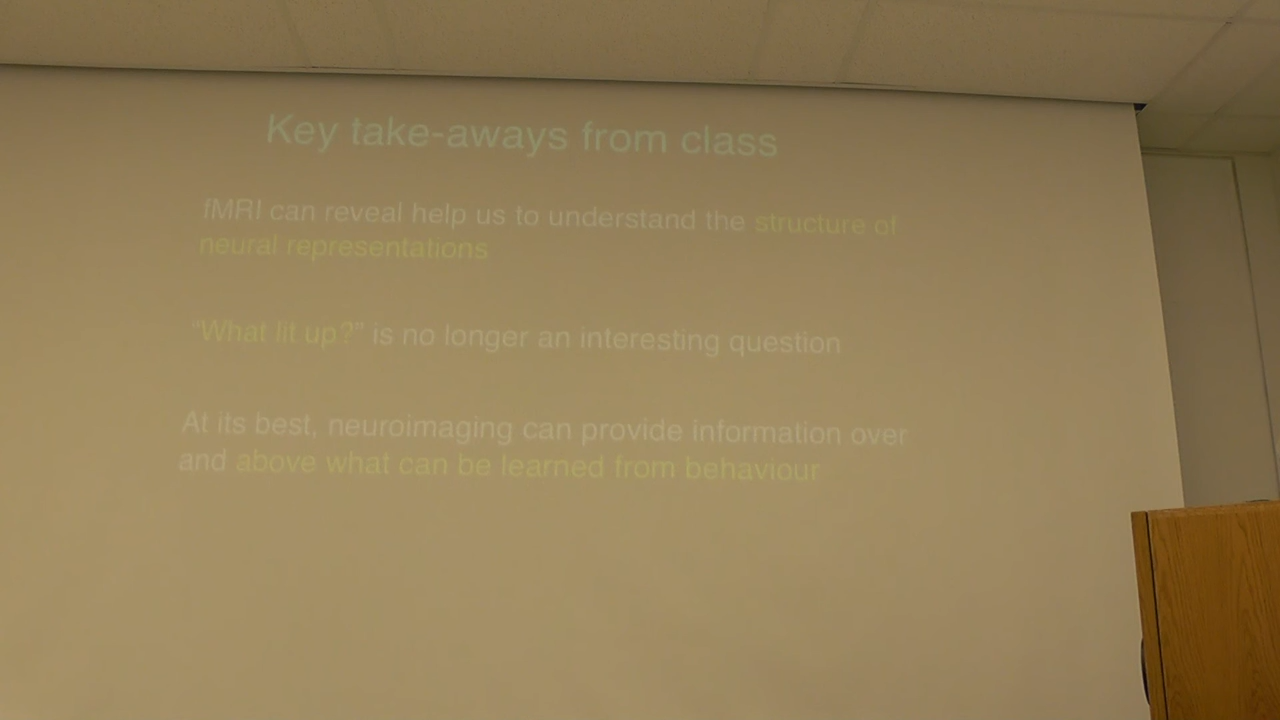 Key take-aways from class
fMRI can reveal help us to understand the structure of
neural representations
“What lit up?” is no longer an interesting question
At its best, neuroimaging can provide information over
and above what can be learned from behaviour